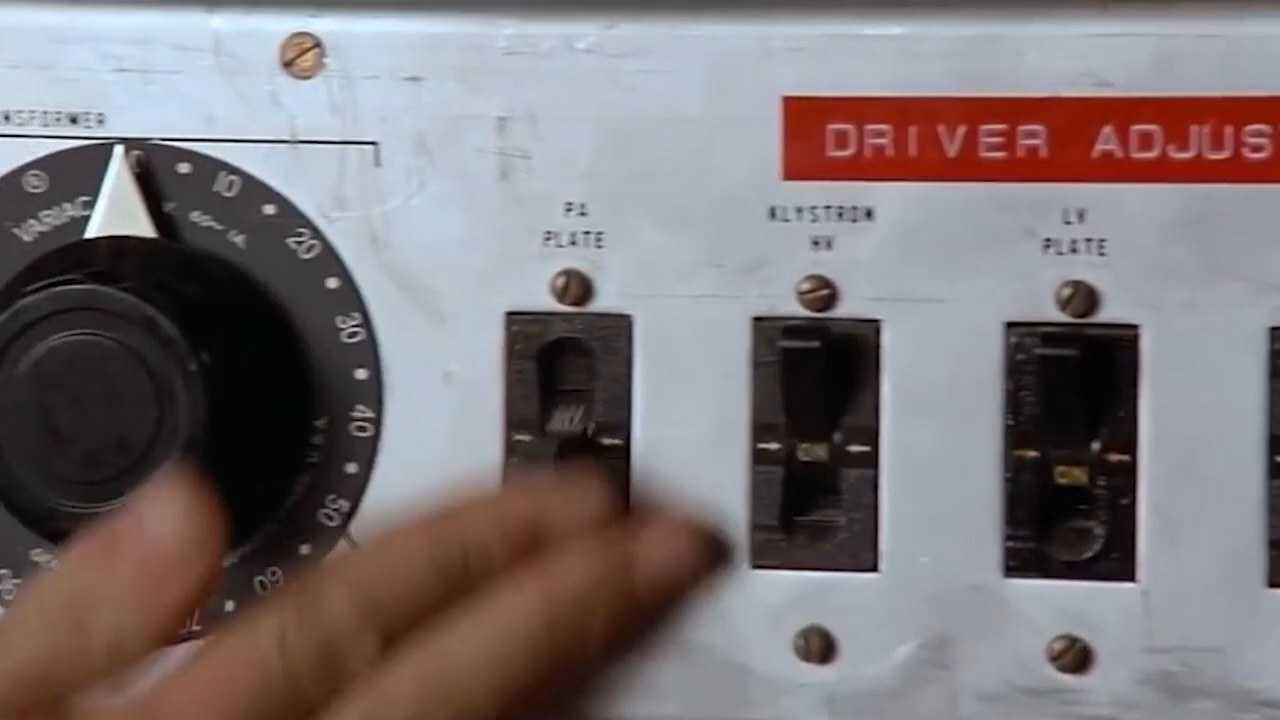 NSFORMER
VARIAC
10
20
30
40
50
60
DRIVER ADJUS
PA
PLATE
KLYSTRON
HV
LV
PLATE
ON
ON